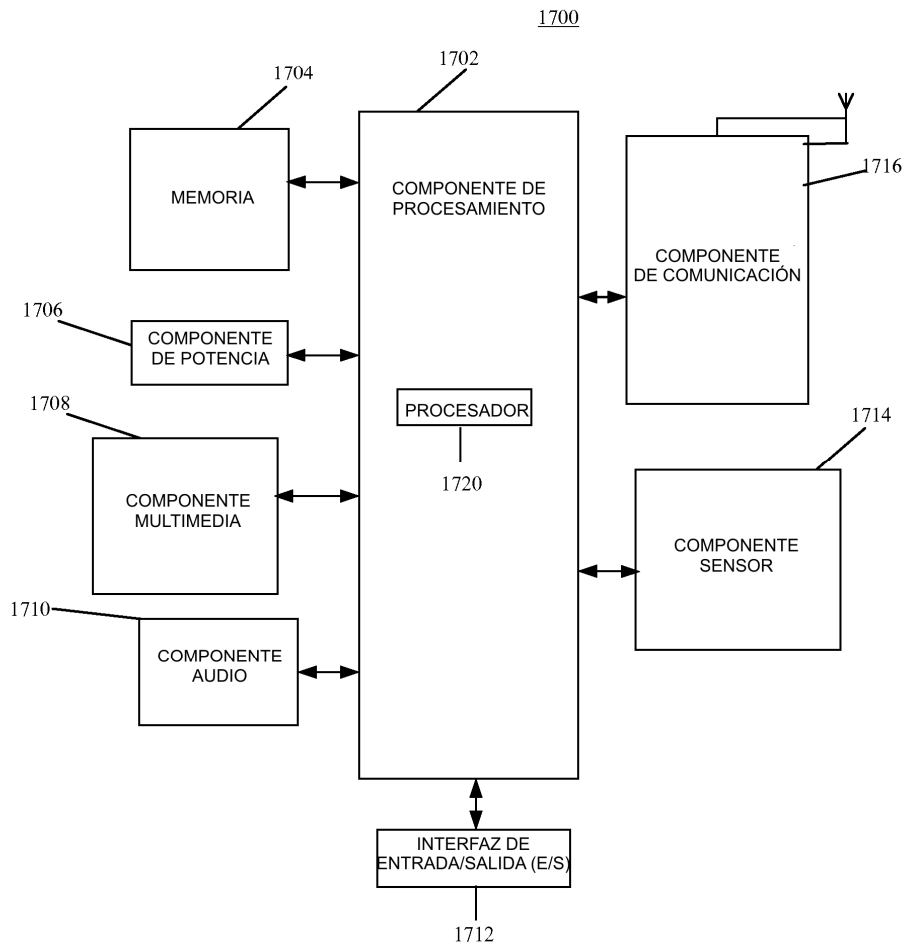 1700
1702
1704
MEMORIA
COMPONENTE DE
PROCESAMIENTO
1716
COMPONENTE
DE COMUNICACIÓN
1706
COMPONENTE
DE POTENCIA
PROCESADOR
1720
1708
COMPONENTE
MULTIMEDIA
1714
COMPONENTE
SENSOR
1710
COMPONENTE
AUDIO
INTERFAZ DE
ENTRADA/SALIDA (E/S)
1712